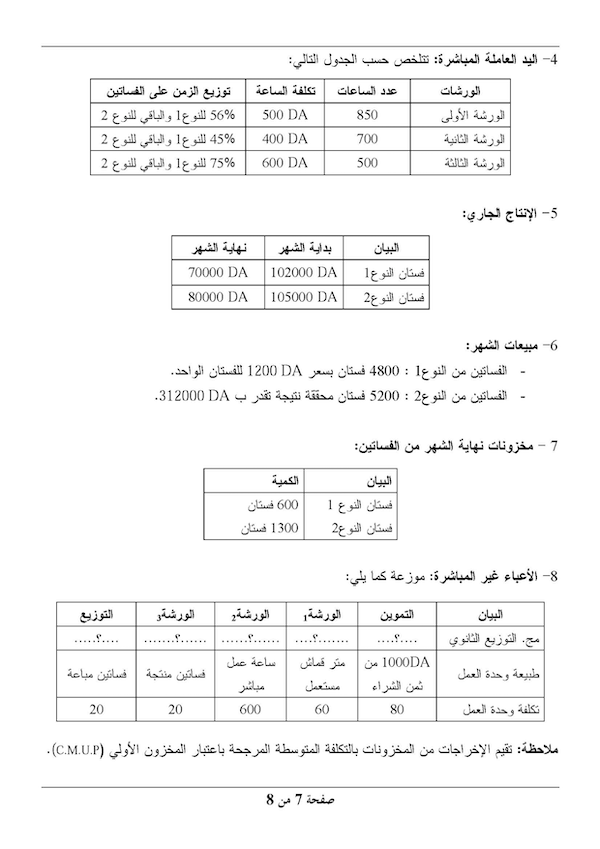 4- اليد العاملة المباشرة: تتلخص حسب الجدول التالي:
الورشات عدد الساعات تكلفة الساعة توزيع الزمن على الفساتين
الورشة الأولى 850 500 DA 56% للنوع1 والباقي للنوع 2
الورشة الثانية 700 400 DA 45% للنوع1 والباقي للنوع 2
الورشة الثالثة 500 600 DA 75% للنوع1 والباقي للنوع 2
5- الإنتاج الجاري:
البيان بداية الشهر نهاية الشهر
فستان النوع1 102000 DA 70000 DA
فستان النوع2 105000 DA 80000 DA
6- مبيعات الشهر:
- الفساتين من النوع1 : 4800 فستان بسعر 1200 DA للفستان الواحد.
- الفساتين من النوع2 : 5200 فستان محققة نتيجة تقدر ب 312000 DA.
7 - مخزونات نهاية الشهر من الفساتين:
البيان الكمية
فستان النوع 1 600 فستان
فستان النوع2 1300 فستان
8- الأعباء غير المباشرة: موزعة كما يلي:
البيان التموين الورشة1 الورشة2 الورشة3 التوزيع
مج. التوزيع الثانوي ....؟.... ....؟....... ......؟...... ......؟....... ....؟.....
طبيعة وحدة العمل 1000DA من ثمن الشراء متر قماش مستعمل ساعة عمل مباشر فساتين منتجة فساتين مباعة
تكلفة وحدة العمل 80 60 600 20 20
ملاحظة: تقيم الإخراجات من المخزونات بالتكلفة المتوسطة المرجحة باعتبار المخزون الأولي (C.M.U.P).
صفحة 7 من 8